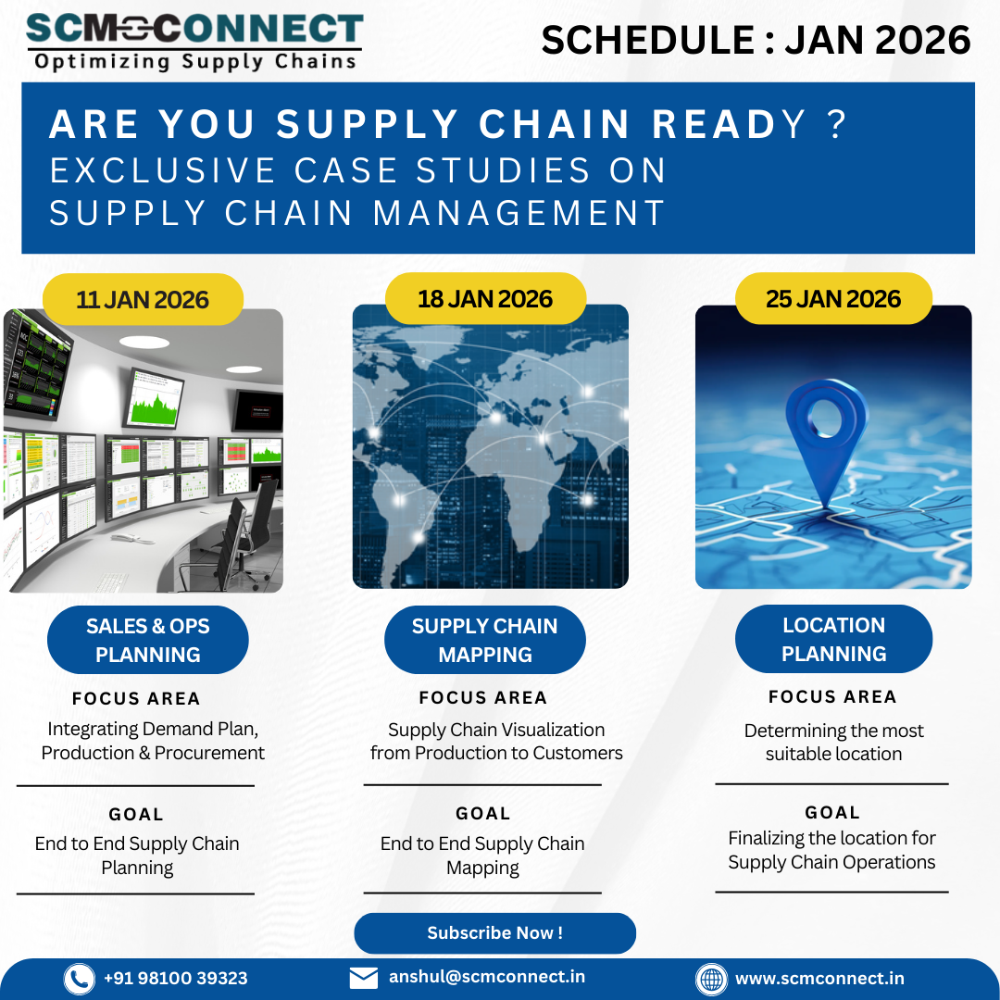 SCMCONNECT
Optimizing Supply Chains
SCHEDULE : JAN 2026
ARE YOU SUPPLY CHAIN READY ?
EXCLUSIVE CASE STUDIES ON
SUPPLY CHAIN MANAGEMENT
11 JAN 2026
18 JAN 2026
25 JAN 2026
SALES & OPS
PLANNING
FOCUS AREA
Integrating Demand Plan,
Production & Procurement
GOAL
End to End Supply Chain
Planning
SUPPLY CHAIN
MAPPING
FOCUS AREA
Supply Chain Visualization
from Production to Customers
GOAL
End to End Supply Chain
Mapping
LOCATION
PLANNING
FOCUS AREA
Determining the most
suitable location
GOAL
Finalizing the location for
Supply Chain Operations
Subscribe Now !
+91 98100 39323
anshul@scmconnect.in
www.scmconnect.in